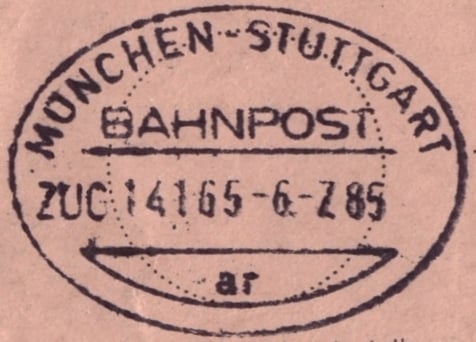 MÜNCHEN-STUTTGART
BAHNPOST
ZUG 14165 -6.-7.85
ar